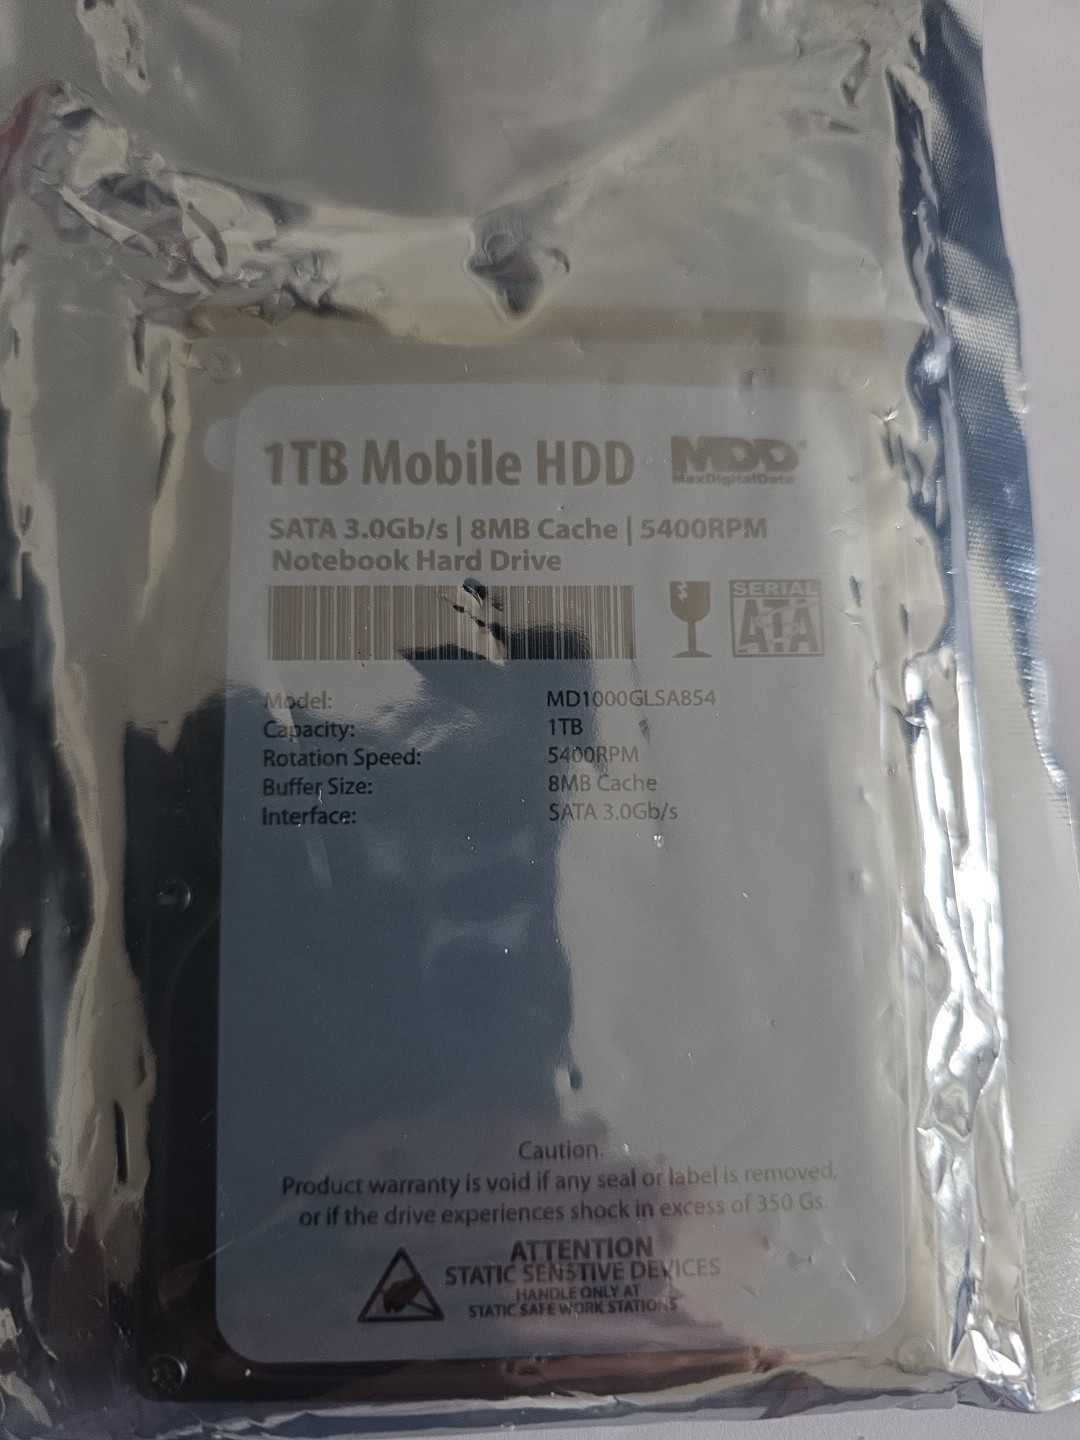 1TB Mobile HDD MDD®
MaxDigitalData
SATA 3.0Gb/s | 8MB Cache | 5400RPM
Notebook Hard Drive
SERIAL
ATA
Model: MD1000GLSA854
Capacity: 1TB
Rotation Speed: 5400RPM
Buffer Size: 8MB Cache
Interface: SATA 3.0Gb/s
Caution.
Product warranty is void if any seal or label is removed,
or if the drive experiences shock in excess of 350 Gs.
ATTENTION
STATIC SENSTIVE DEVICES
HANDLE ONLY AT
STATIC SAFE WORK STATIONS